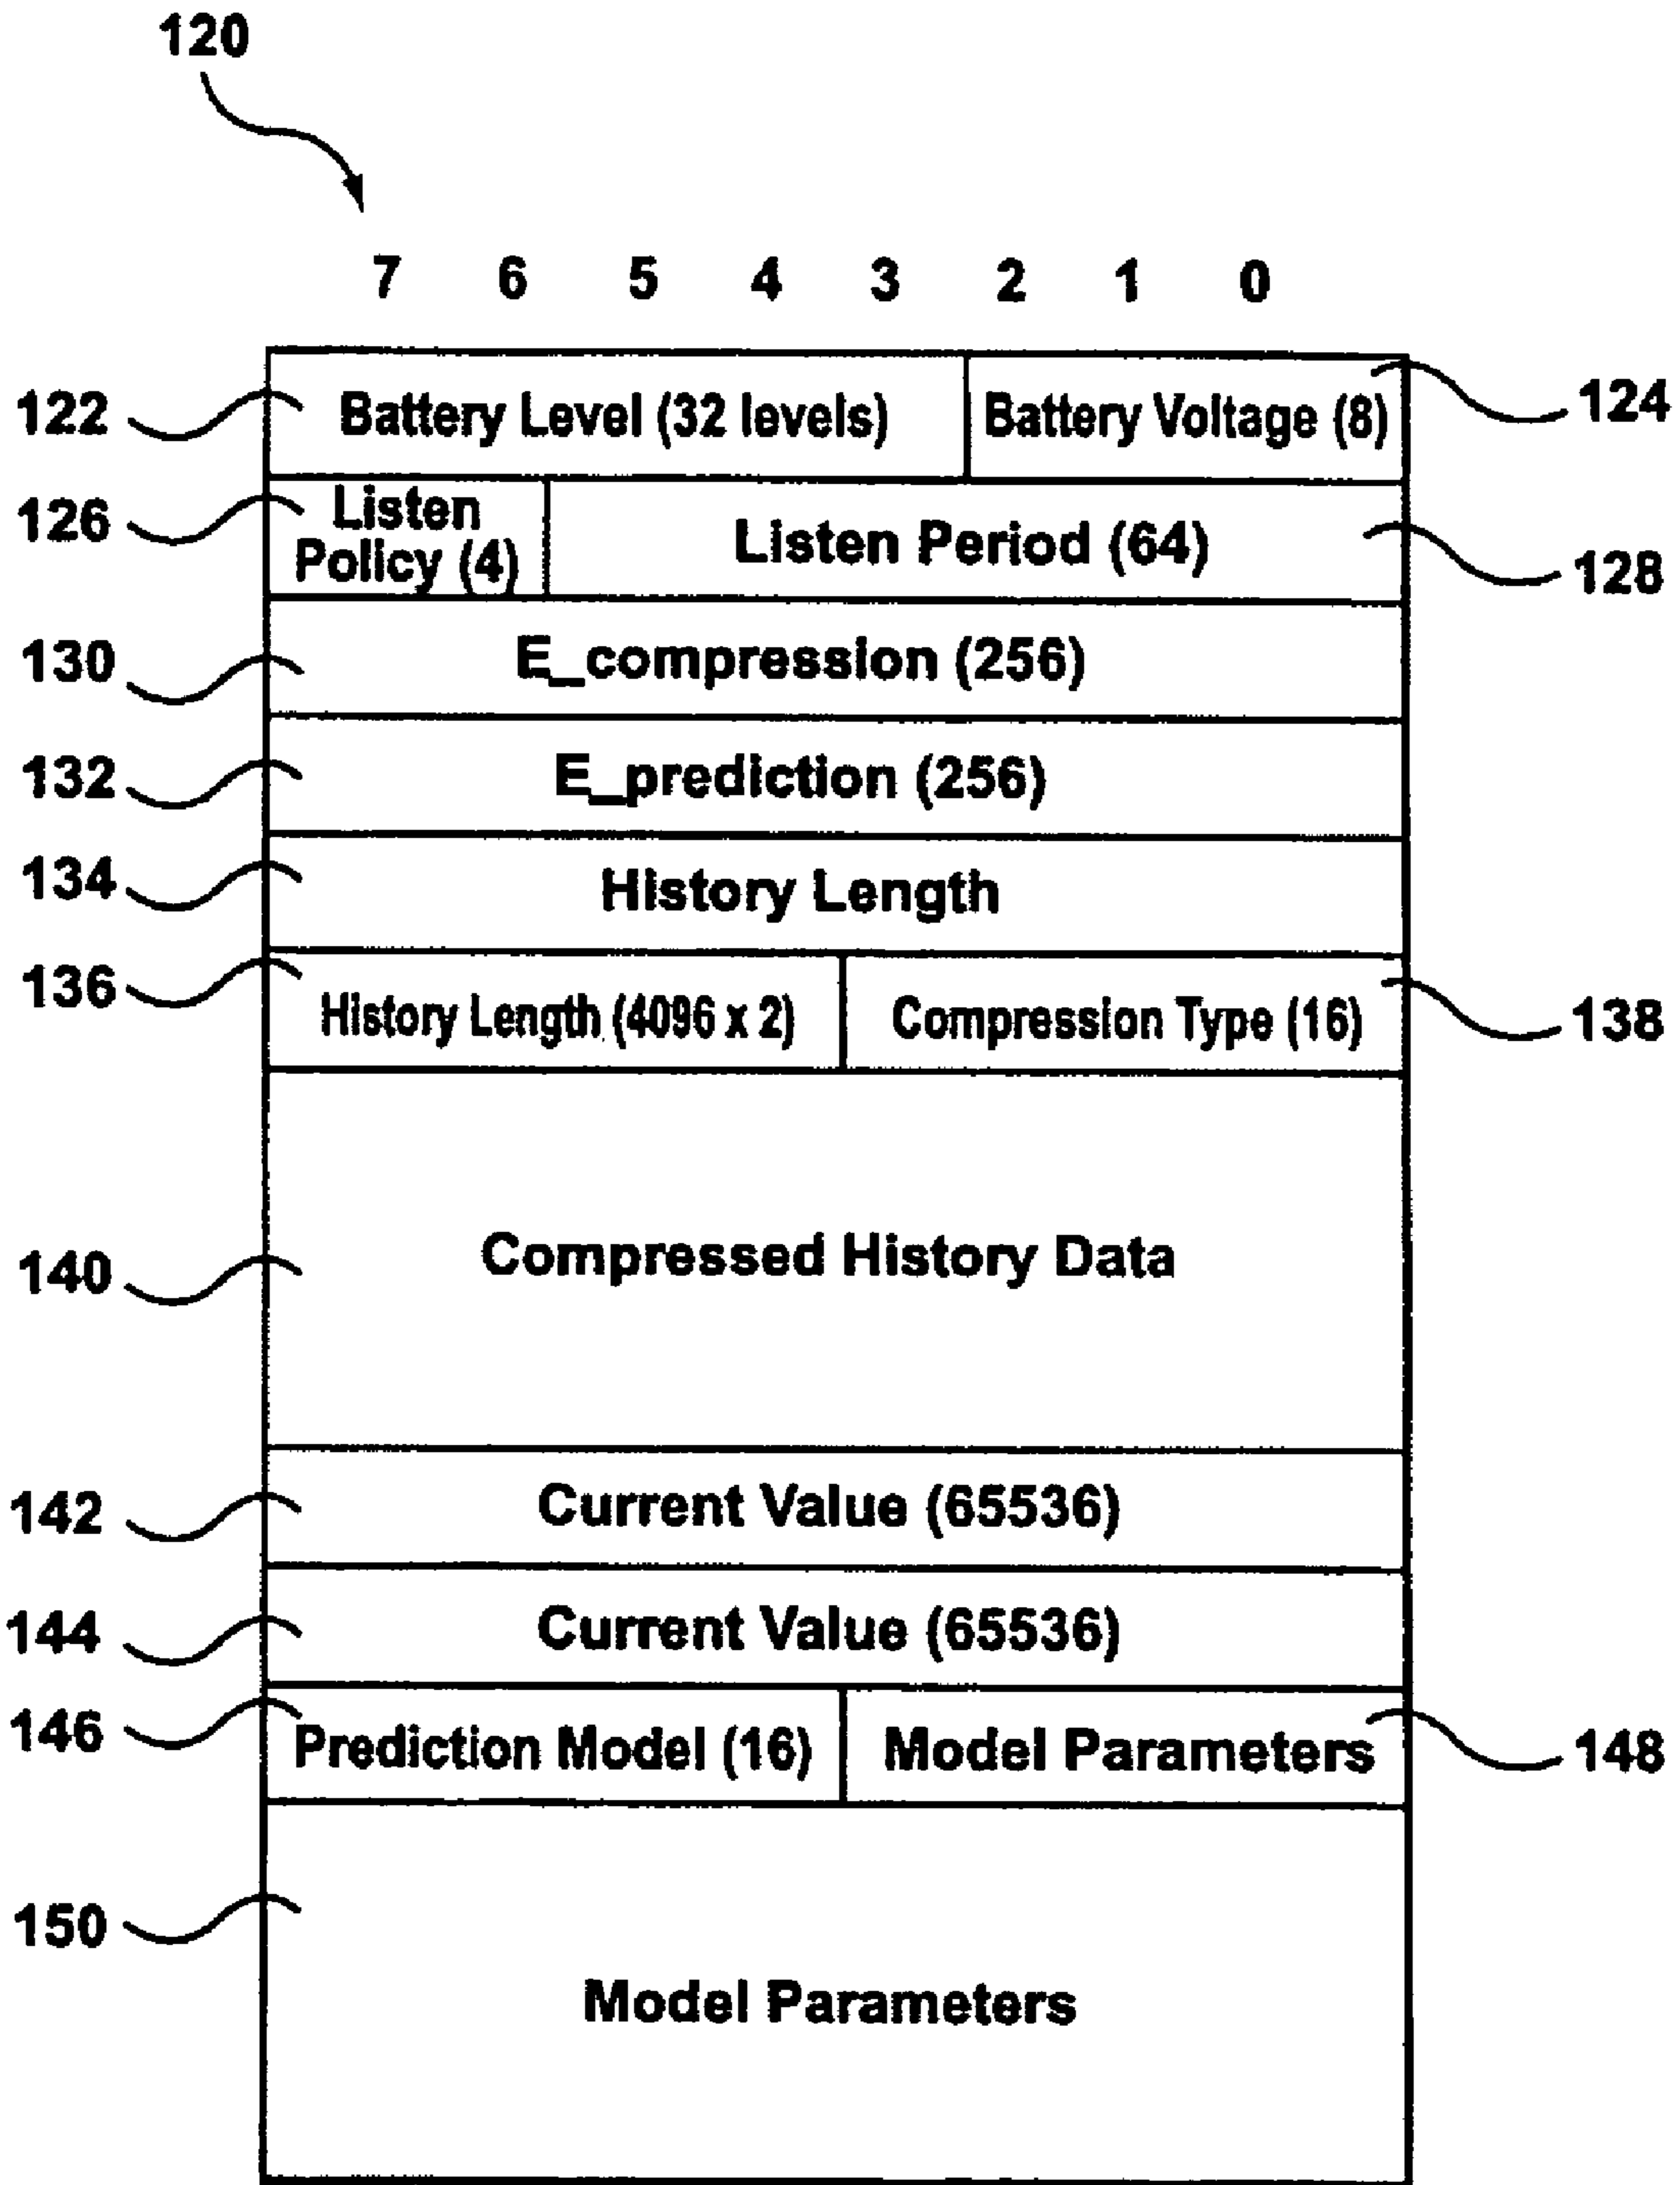 120
7 6 5 4 3 2 1 0
122 Battery Level (32 levels) Battery Voltage (8) 124
126 Listen
Policy (4) Listen Period (64) 128
130 E_compression (256)
132 E_prediction (256)
134 History Length
136 History Length (4096 x 2) Compression Type (16) 138
140 Compressed History Data
142 Current Value (65536)
144 Current Value (65536)
146 Prediction Model (16) Model Parameters 148
150 Model Parameters